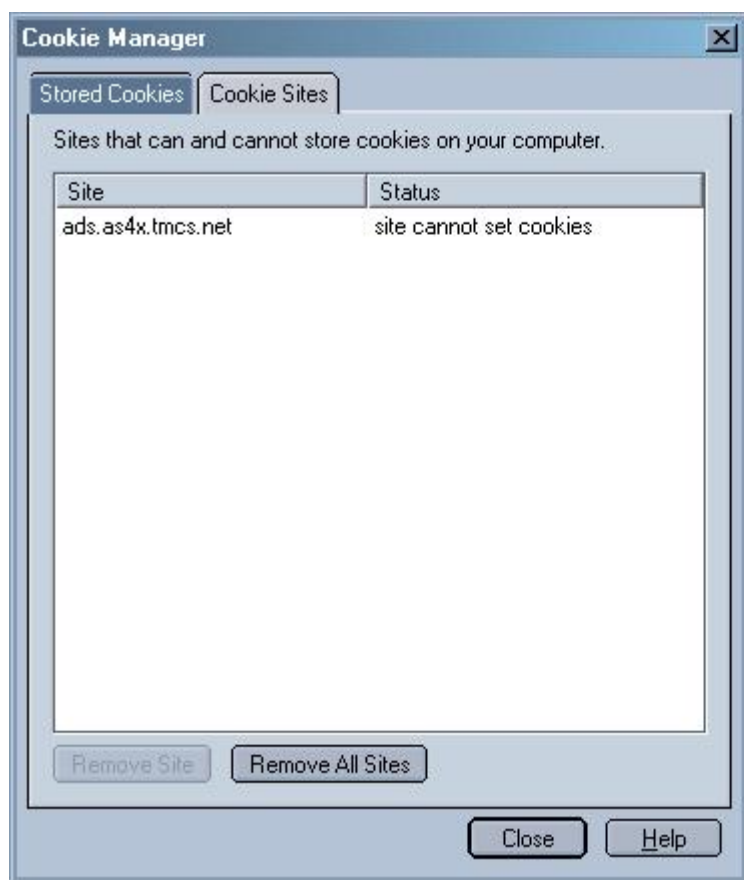 Cookie Manager
Stored Cookies Cookie Sites
Sites that can and cannot store cookies on your computer.
Site Status
ads.as4x.tmcs.net site cannot set cookies
Remove Site Remove All Sites
Close Help